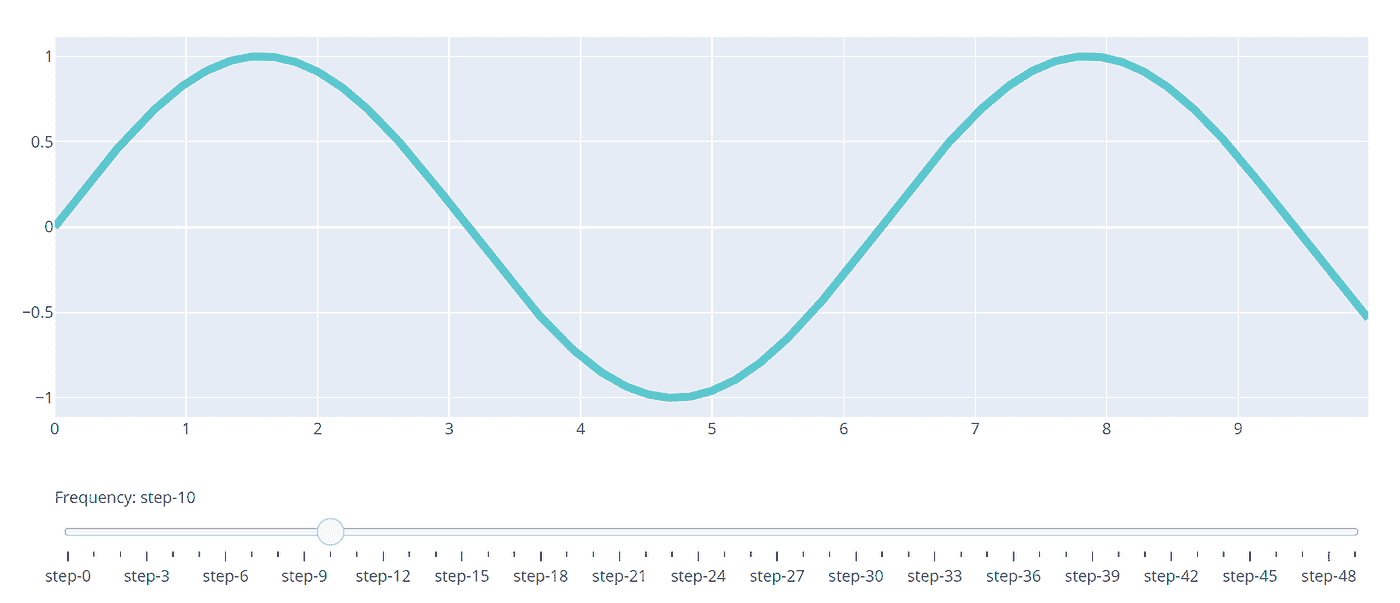 1
0.5
0
−0.5
−1
0 1 2 3 4 5 6 7 8 9
Frequency: step-10
step-0 step-3 step-6 step-9 step-12 step-15 step-18 step-21 step-24 step-27 step-30 step-33 step-36 step-39 step-42 step-45 step-48